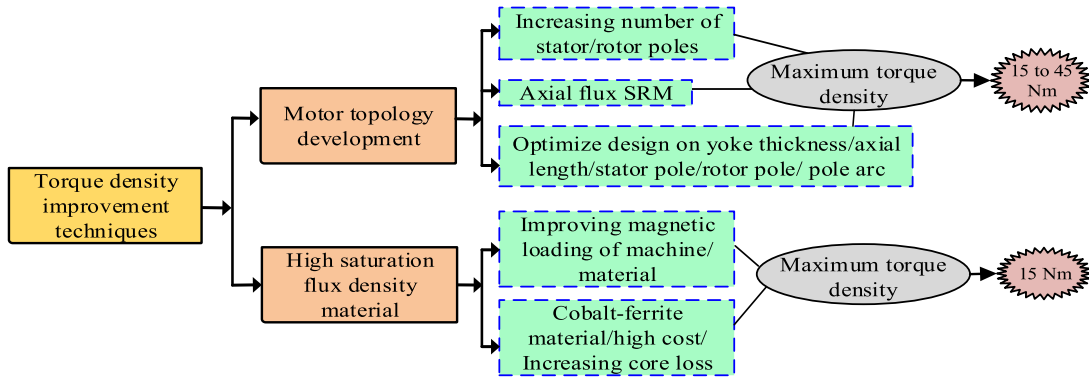 Torque density
improvement
techniques
Motor topology
development
High saturation
flux density
material
Increasing number of
stator/rotor poles
Axial flux SRM
Optimize design on yoke thickness/axial
length/stator pole/rotor pole/ pole arc
Improving magnetic
loading of machine/
material
Cobalt-ferrite
material/high cost/
Increasing core loss
Maximum torque
density
15 to 45
Nm
Maximum torque
density
15 Nm